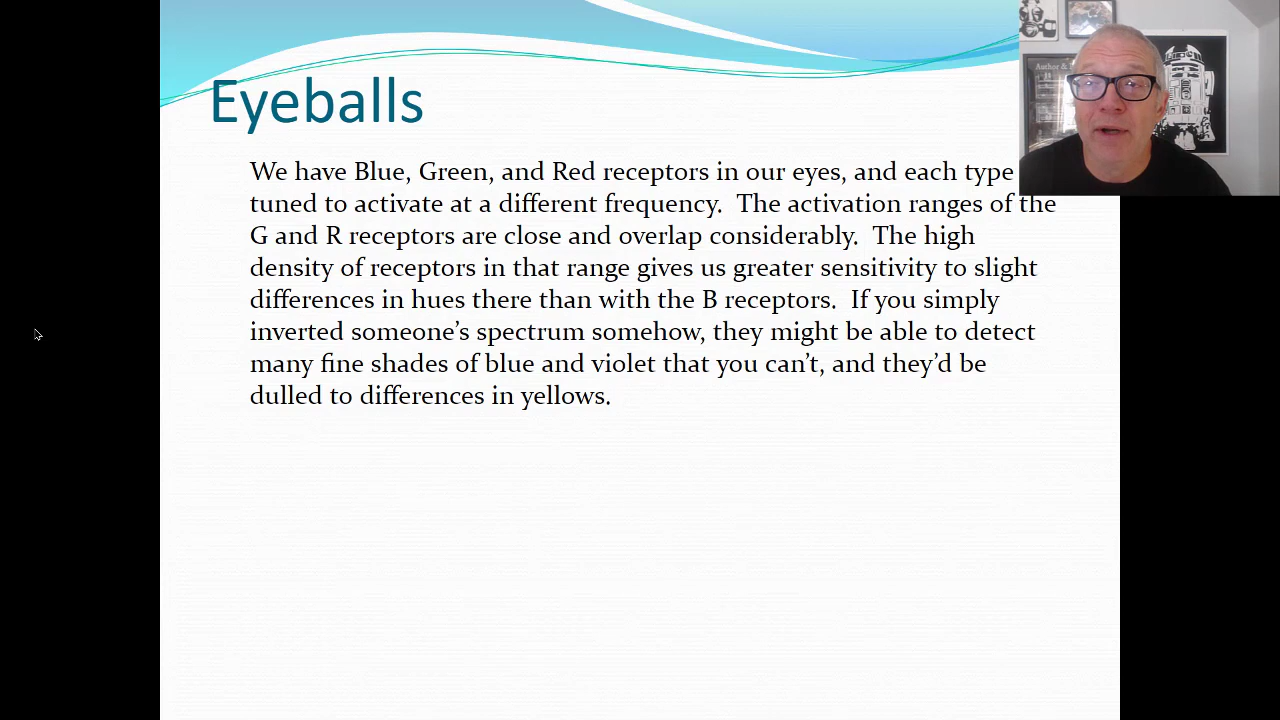 Eyeballs
We have Blue, Green, and Red receptors in our eyes, and each type
tuned to activate at a different frequency.  The activation ranges of the
G and R receptors are close and overlap considerably.  The high
density of receptors in that range gives us greater sensitivity to slight
differences in hues there than with the B receptors.  If you simply
inverted someone’s spectrum somehow, they might be able to detect
many fine shades of blue and violet that you can’t, and they’d be
dulled to differences in yellows.
Author &